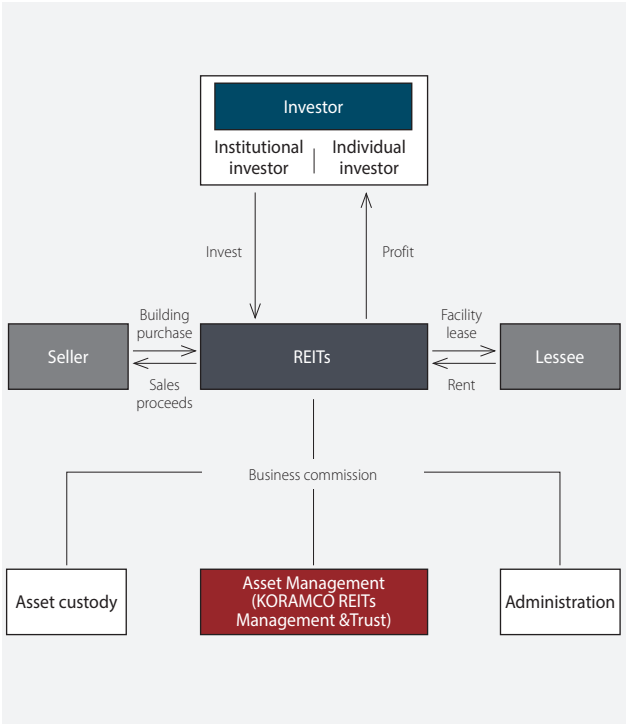 Investor
Institutional
investor
Individual
investor
Invest
Profit
Building
purchase
Facility
lease
Seller
REITs
Lessee
Sales
proceeds
Rent
Business commission
Asset custody
Asset Management
(KORAMCO REITs
Management &Trust)
Administration